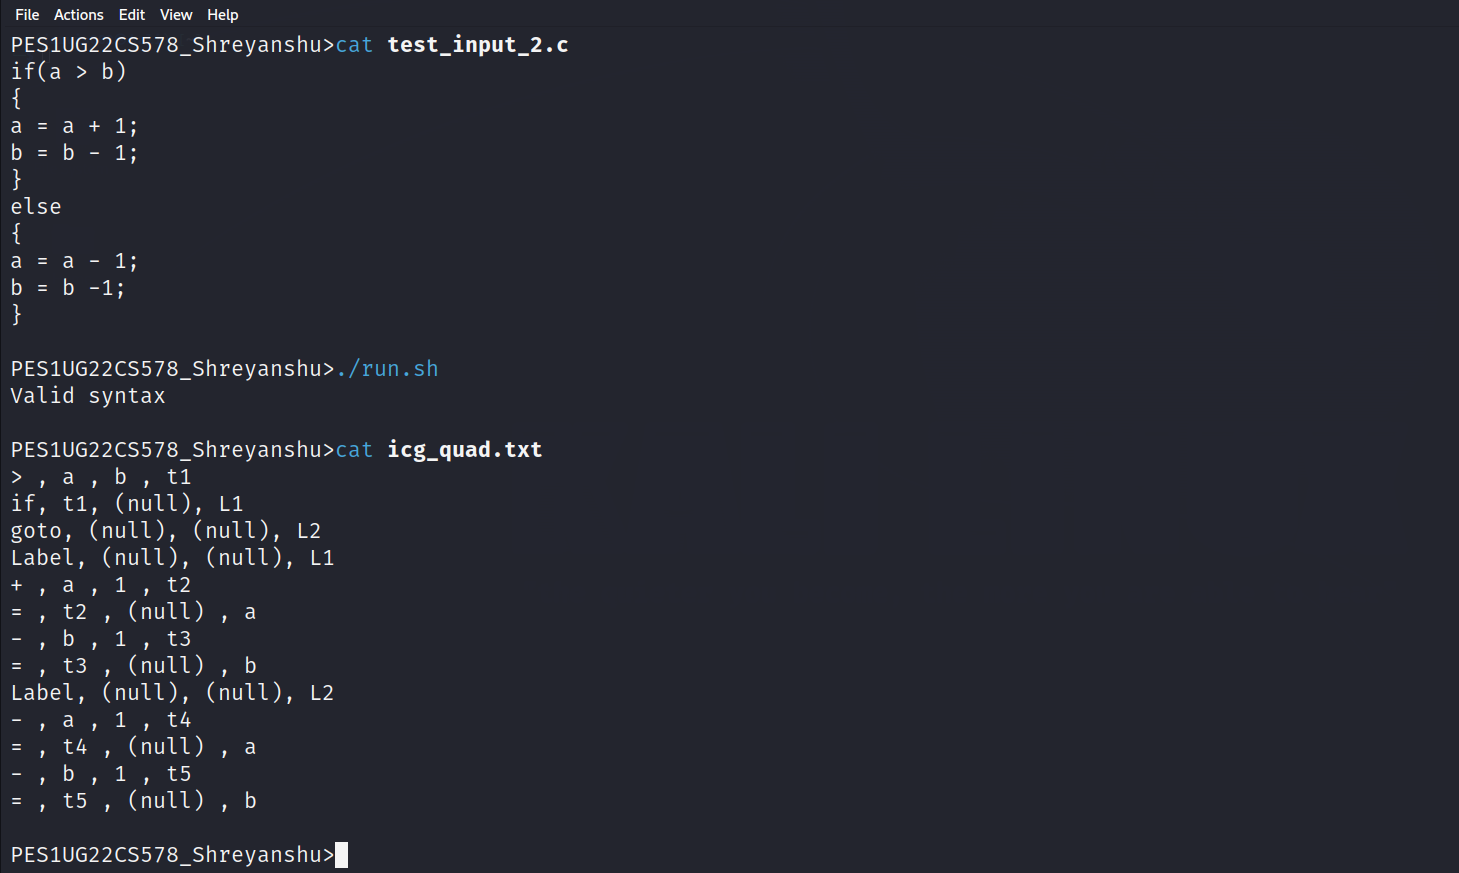 File Actions Edit View Help
PES1UG22CS578_Shreyanshu>cat test_input_2.c
if(a > b)
{
a = a + 1;
b = b - 1;
}
else
{
a = a - 1;
b = b -1;
}
PES1UG22CS578_Shreyanshu>./run.sh
Valid syntax
PES1UG22CS578_Shreyanshu>cat icg_quad.txt
> , a , b , t1
if, t1, (null), L1
goto, (null), (null), L2
Label, (null), (null), L1
+ , a , 1 , t2
= , t2 , (null) , a
- , b , 1 , t3
= , t3 , (null) , b
Label, (null), (null), L2
- , a , 1 , t4
= , t4 , (null) , a
- , b , 1 , t5
= , t5 , (null) , b
PES1UG22CS578_Shreyanshu>